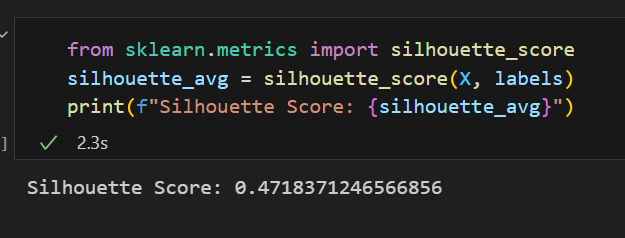 from sklearn.metrics import silhouette_score
silhouette_avg = silhouette_score(X, labels)
print(f"Silhouette Score: {silhouette_avg}")
] 2.3s
Silhouette Score: 0.4718371246566856